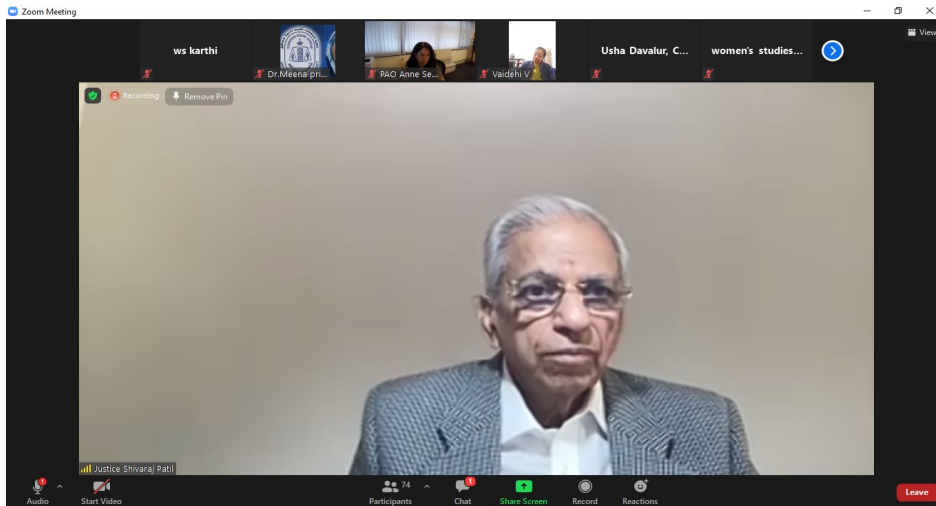 Zoom Meeting
View
ws karthi
Dr.Meena pri...
PAO Anne Se...
Vaidehi V
Usha Davalur, C...
women's studies...
Recording
Remove Pin
Justice Shivaraj Patil
Audio
Start Video
Participants
74
Chat
1
Share Screen
Record
Reactions
Leave